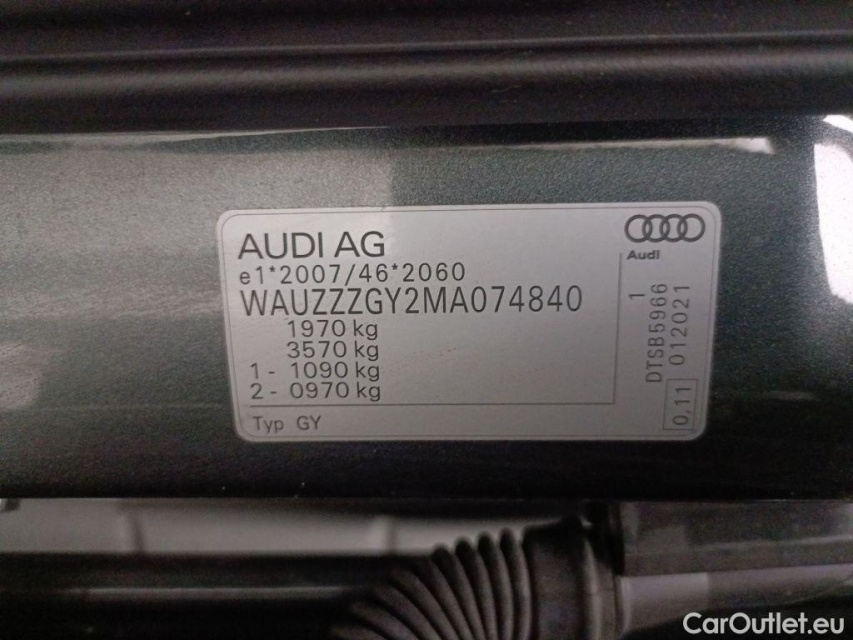 AUDI AG
e1*2007/46*2060
WAUZZZGY2MA074840
1970 kg
3570 kg
1 - 1090 kg
2 - 0970 kg
Typ GY
Audi
1
DTSB5966
012021
0,11
CarOutlet.eu